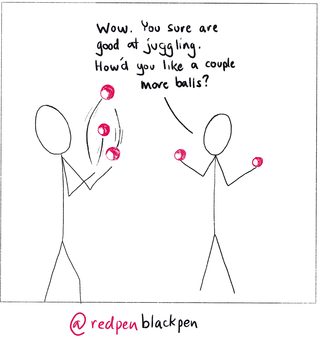 Wow. You sure are
good at juggling.
How'd you like a couple
more balls?
@redpenblackpen